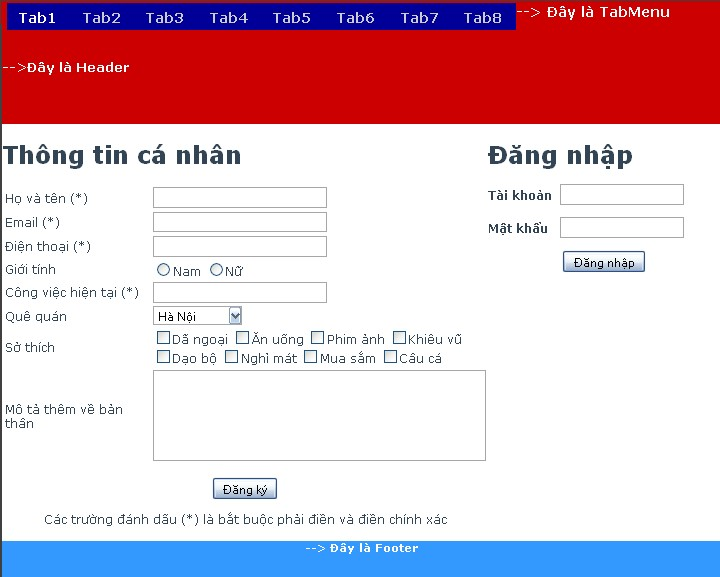 Tab1 Tab2 Tab3 Tab4 Tab5 Tab6 Tab7 Tab8 --> Đây là TabMenu
-->Đây là Header
Thông tin cá nhân
Họ và tên (*)
Email (*)
Điện thoại (*)
Giới tính Nam Nữ
Công việc hiện tại (*)
Quê quán Hà Nội
Sở thích
Dã ngoại Ăn uống Phim ảnh Khiêu vũ
Dạo bộ Nghỉ mát Mua sắm Câu cá
Mô tả thêm về bản
thân
Đăng ký
Các trường đánh dấu (*) là bắt buộc phải điền và điền chính xác
Đăng nhập
Tài khoản
Mật khẩu
Đăng nhập
--> Đây là Footer